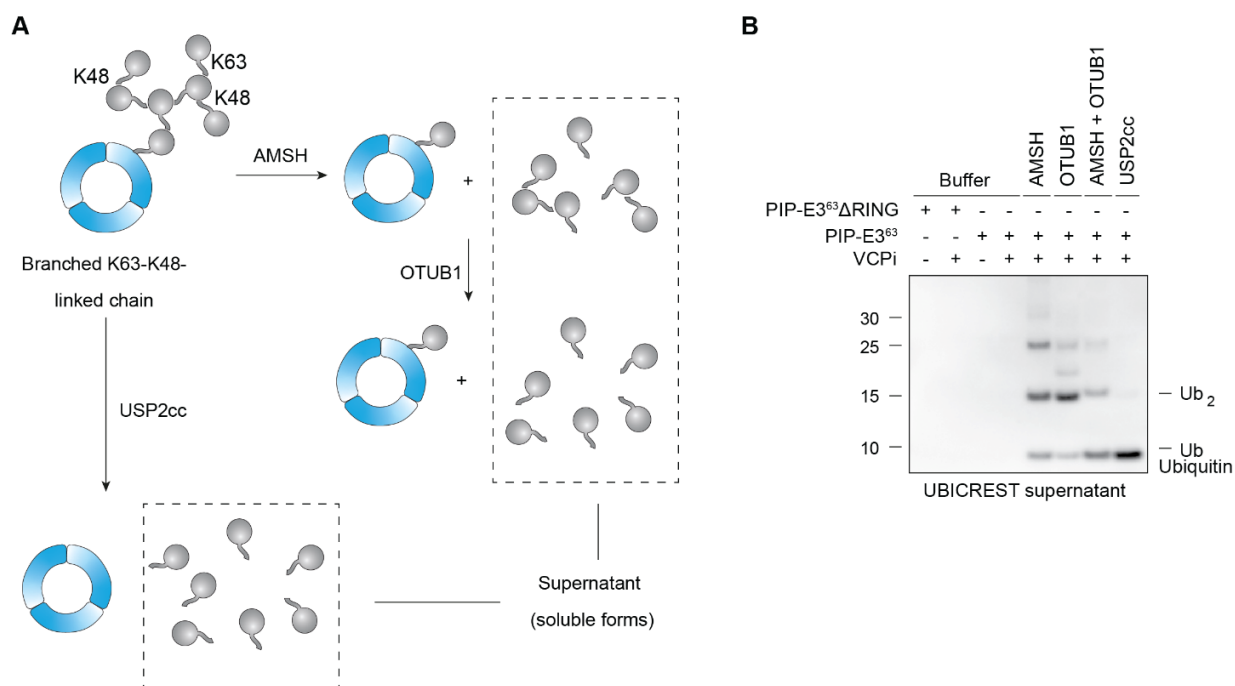 A
K48
K63
K48
AMSH
+
Branched K63-K48-
linked chain
OTUB1
+
USP2cc
Supernatant
(soluble forms)
B
Buffer
AMSH
OTUB1
AMSH + OTUB1
USP2cc
PIP-E3⁶³ΔRING + + - - - - - -
PIP-E3⁶³ - - + + + + + +
VCPi - + - + + + + +
30
25
15
10
Ub₂
Ub
Ubiquitin
UBICREST supernatant